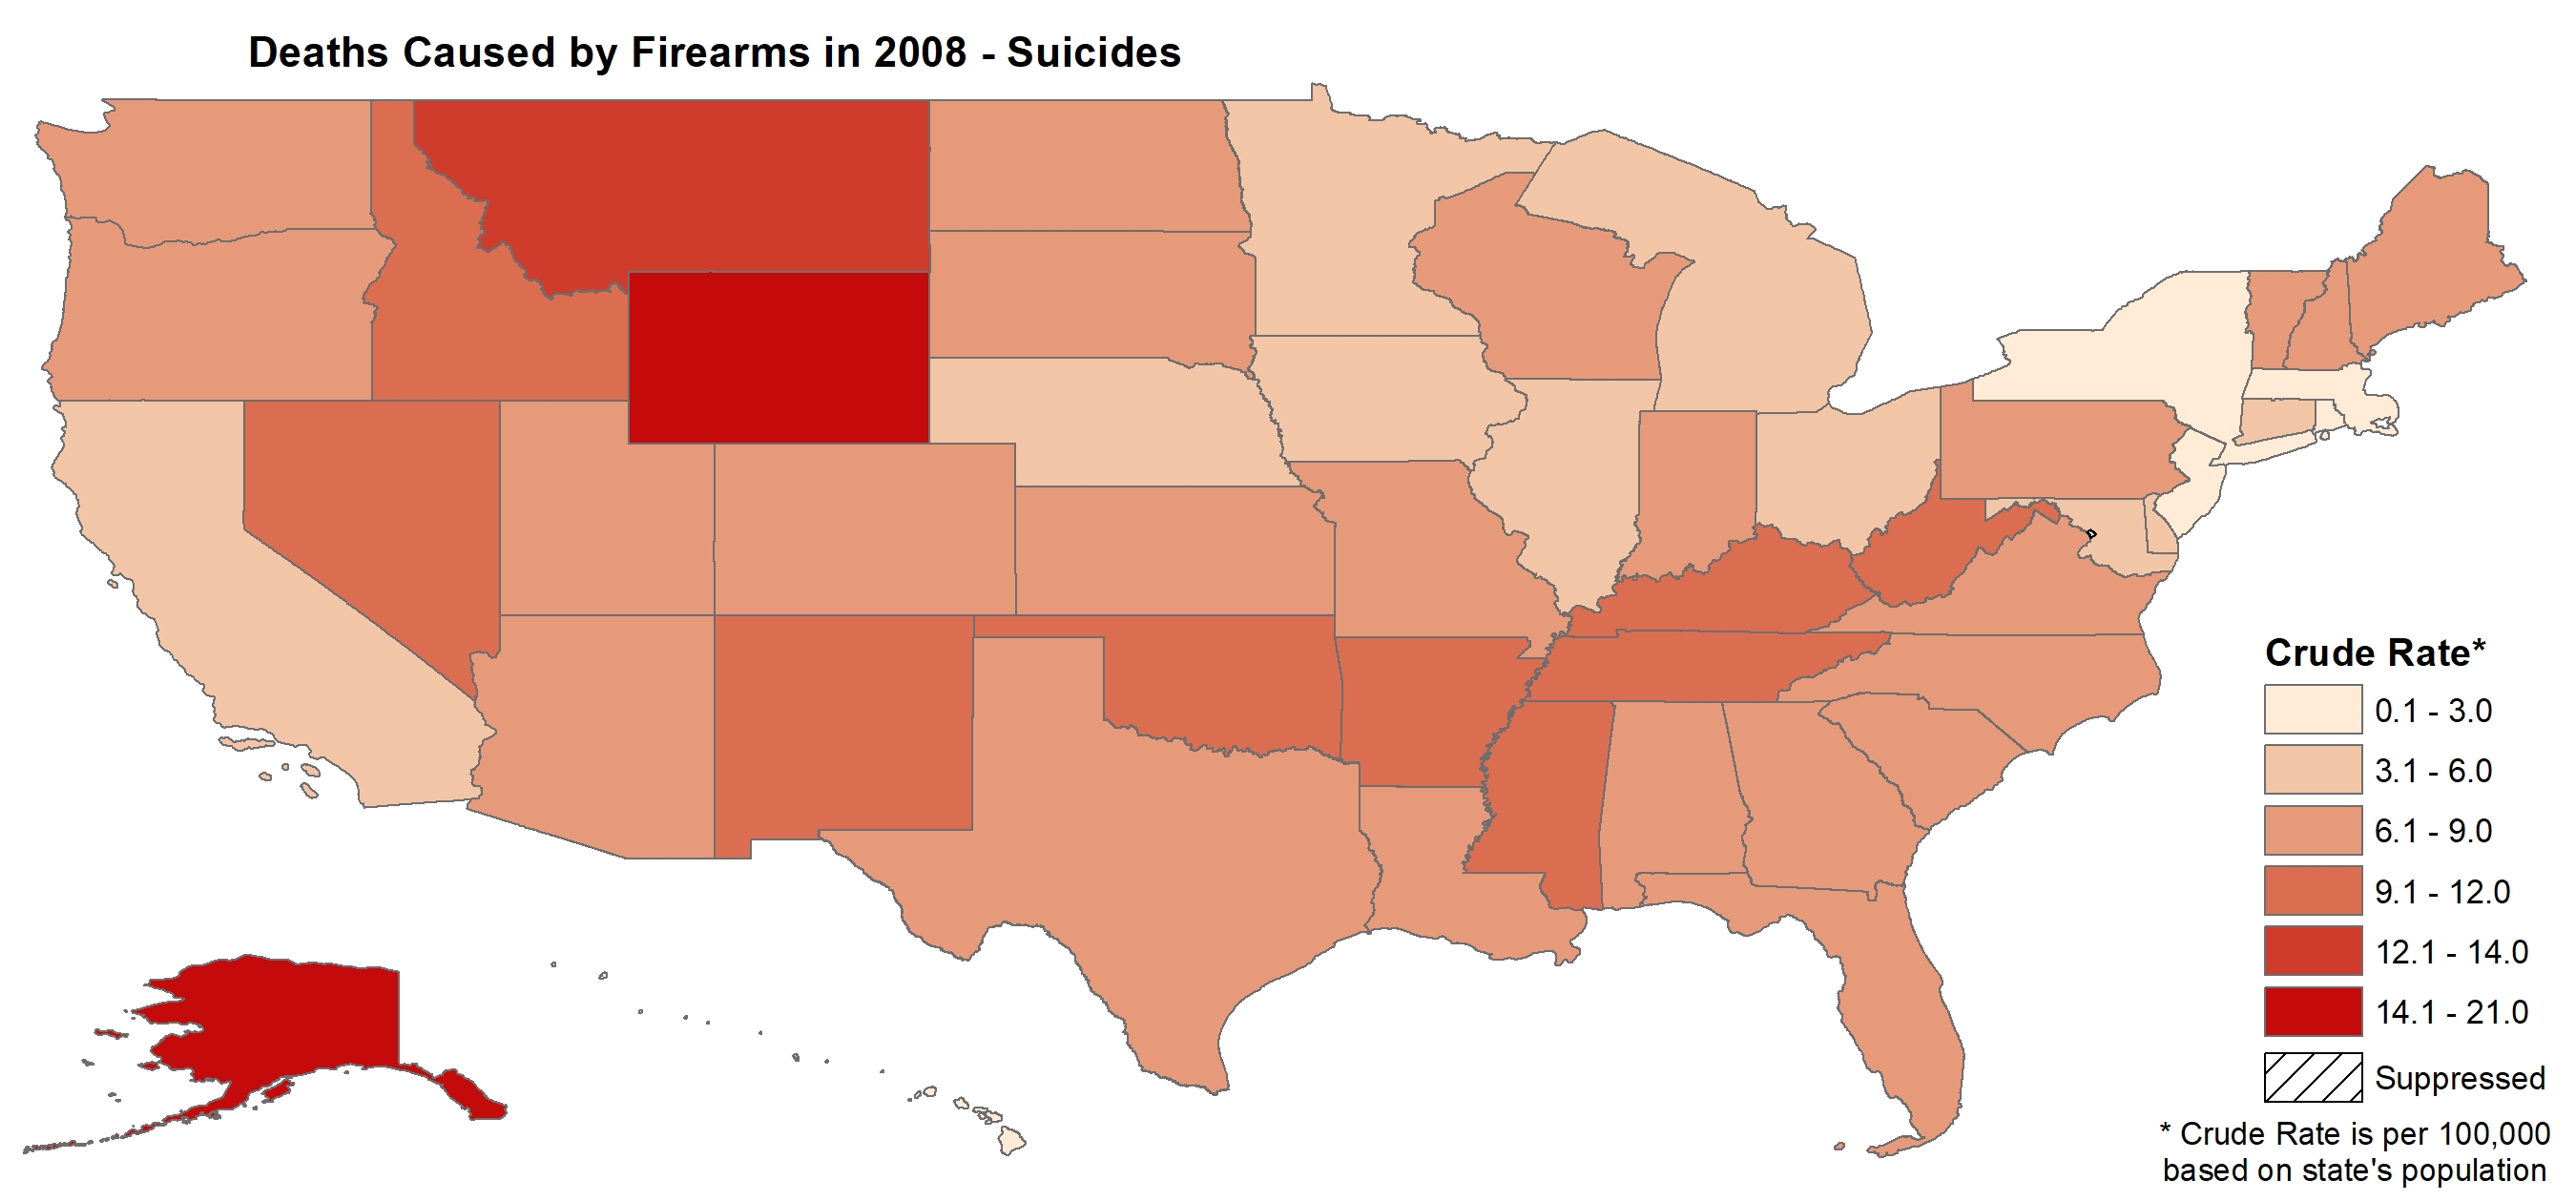 Deaths Caused by Firearms in 2008 - Suicides
Crude Rate*
0.1 - 3.0
3.1 - 6.0
6.1 - 9.0
9.1 - 12.0
12.1 - 14.0
14.1 - 21.0
Suppressed
* Crude Rate is per 100,000
based on state's population